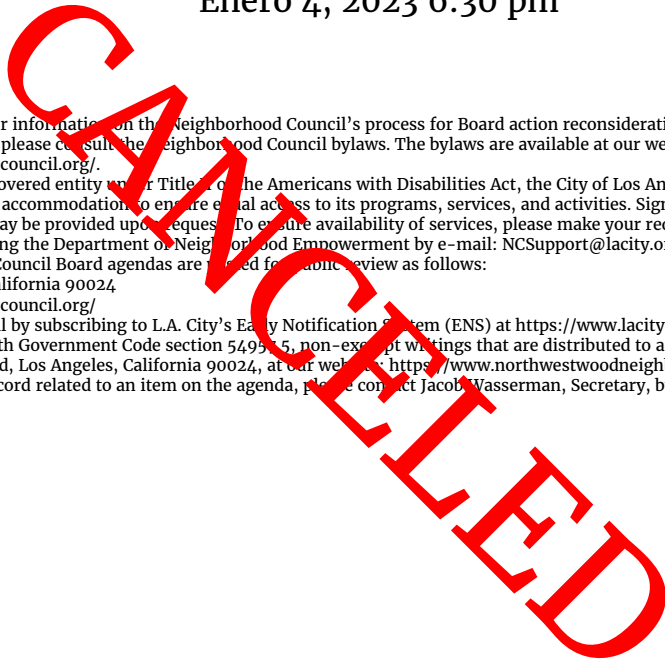 Enero 4, 2023 6:30 pm
r information on the Neighborhood Council’s process for Board action reconsiderati
please consult the Neighborhood Council bylaws. The bylaws are available at our we
council.org/.
overed entity under Title II of the Americans with Disabilities Act, the City of Los An
accommodation to ensure equal access to its programs, services, and activities. Sign
ay be provided upon request. To ensure availability of services, please make your req
ng the Department of Neighborhood Empowerment by e-mail: NCSupport@lacity.o
Council Board agendas are posted for public review as follows:
alifornia 90024
council.org/
l by subscribing to L.A. City’s Early Notification System (ENS) at https://www.lacity
th Government Code section 54957.5, non-exempt writings that are distributed to a
d, Los Angeles, California 90024, at our website: https://www.northwestwoodneigh
cord related to an item on the agenda, please contact Jacob Wasserman, Secretary, b
CANCELED